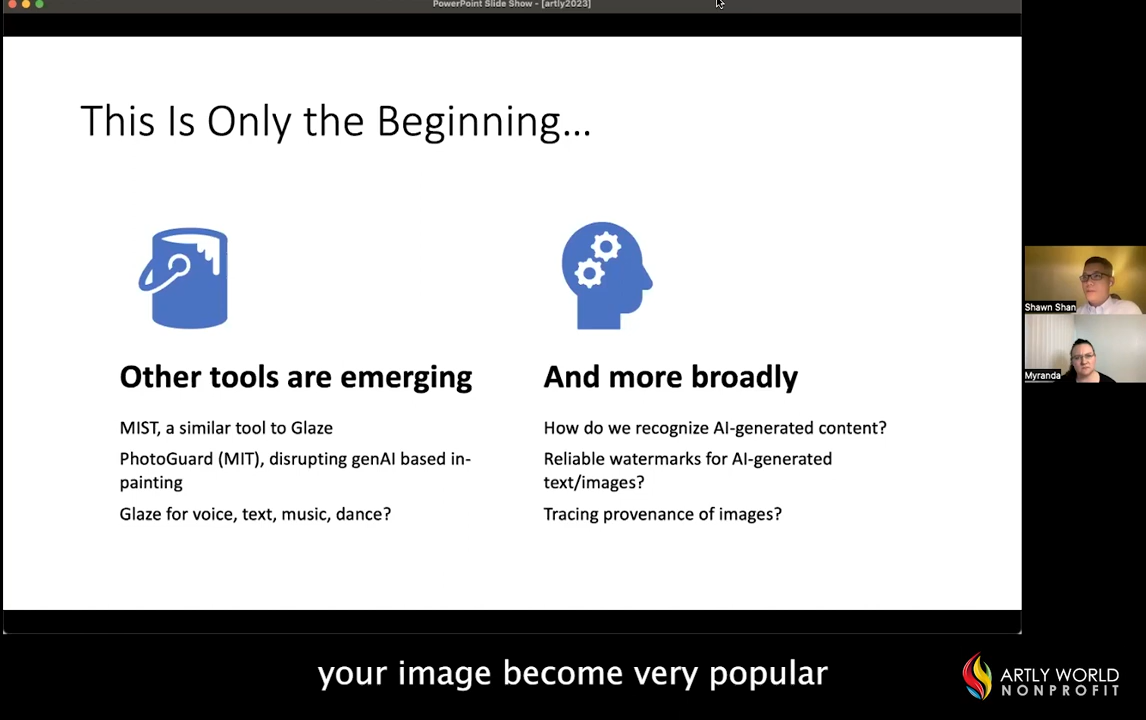 PowerPoint Slide Show - [artly2023]
This Is Only the Beginning...
Other tools are emerging
MIST, a similar tool to Glaze
PhotoGuard (MIT), disrupting genAI based in-
painting
Glaze for voice, text, music, dance?
And more broadly
How do we recognize AI-generated content?
Reliable watermarks for AI-generated
text/images?
Tracing provenance of images?
Shawn Shan
Myranda
your image become very popular
ARTLY WORLD
NONPROFIT